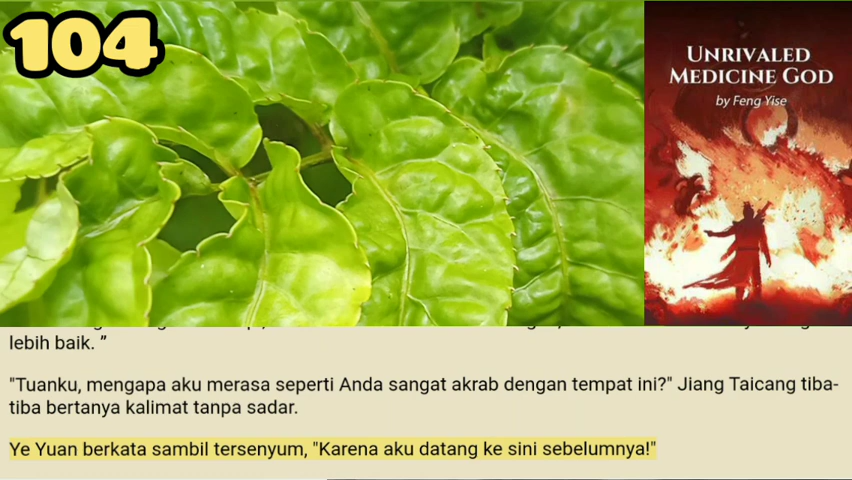 104
UNRIVALED
MEDICINE GOD
by Feng Yise
lebih baik. ”
"Tuanku, mengapa aku merasa seperti Anda sangat akrab dengan tempat ini?" Jiang Taicang tiba-
tiba bertanya kalimat tanpa sadar.
Ye Yuan berkata sambil tersenyum, "Karena aku datang ke sini sebelumnya!"